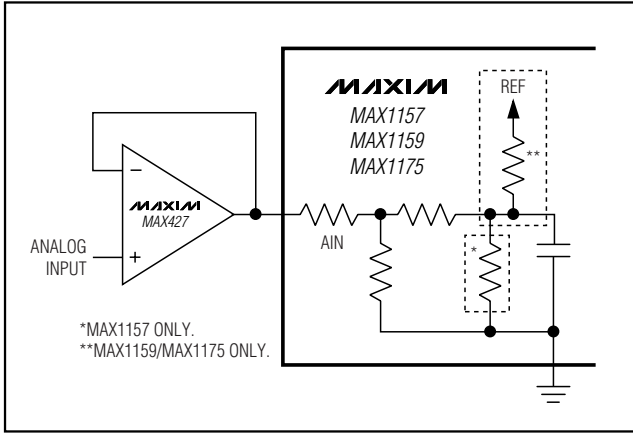 MAXIM
MAX1157
MAX1159
MAX1175
REF
**
−
MAXIM
MAX427
+
ANALOG
INPUT
AIN
*
*MAX1157 ONLY.
**MAX1159/MAX1175 ONLY.